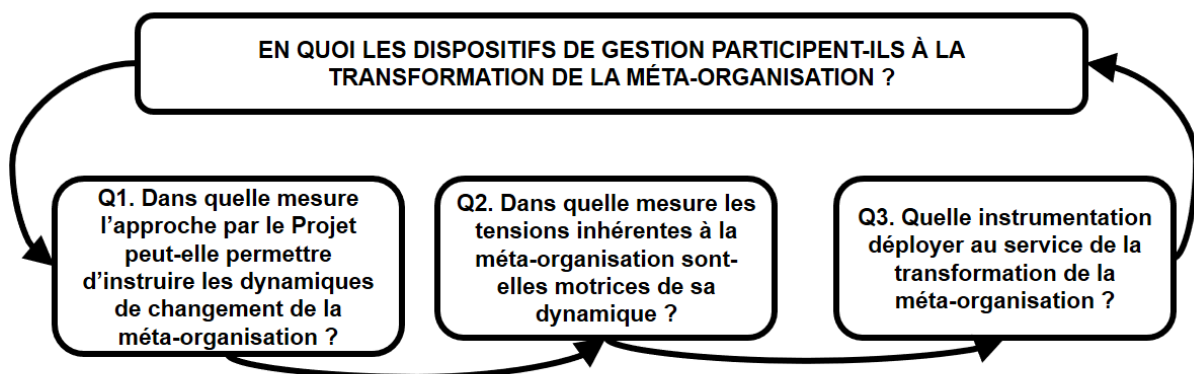 EN QUOI LES DISPOSITIFS DE GESTION PARTICIPENT-ILS À LA
TRANSFORMATION DE LA MÉTA-ORGANISATION ?
Q1. Dans quelle mesure
l’approche par le Projet
peut-elle permettre
d’instruire les dynamiques
de changement de la
méta-organisation ?
Q2. Dans quelle mesure les
tensions inhérentes à la
méta-organisation sont-
elles motrices de sa
dynamique ?
Q3. Quelle instrumentation
déployer au service de la
transformation de la
méta-organisation ?